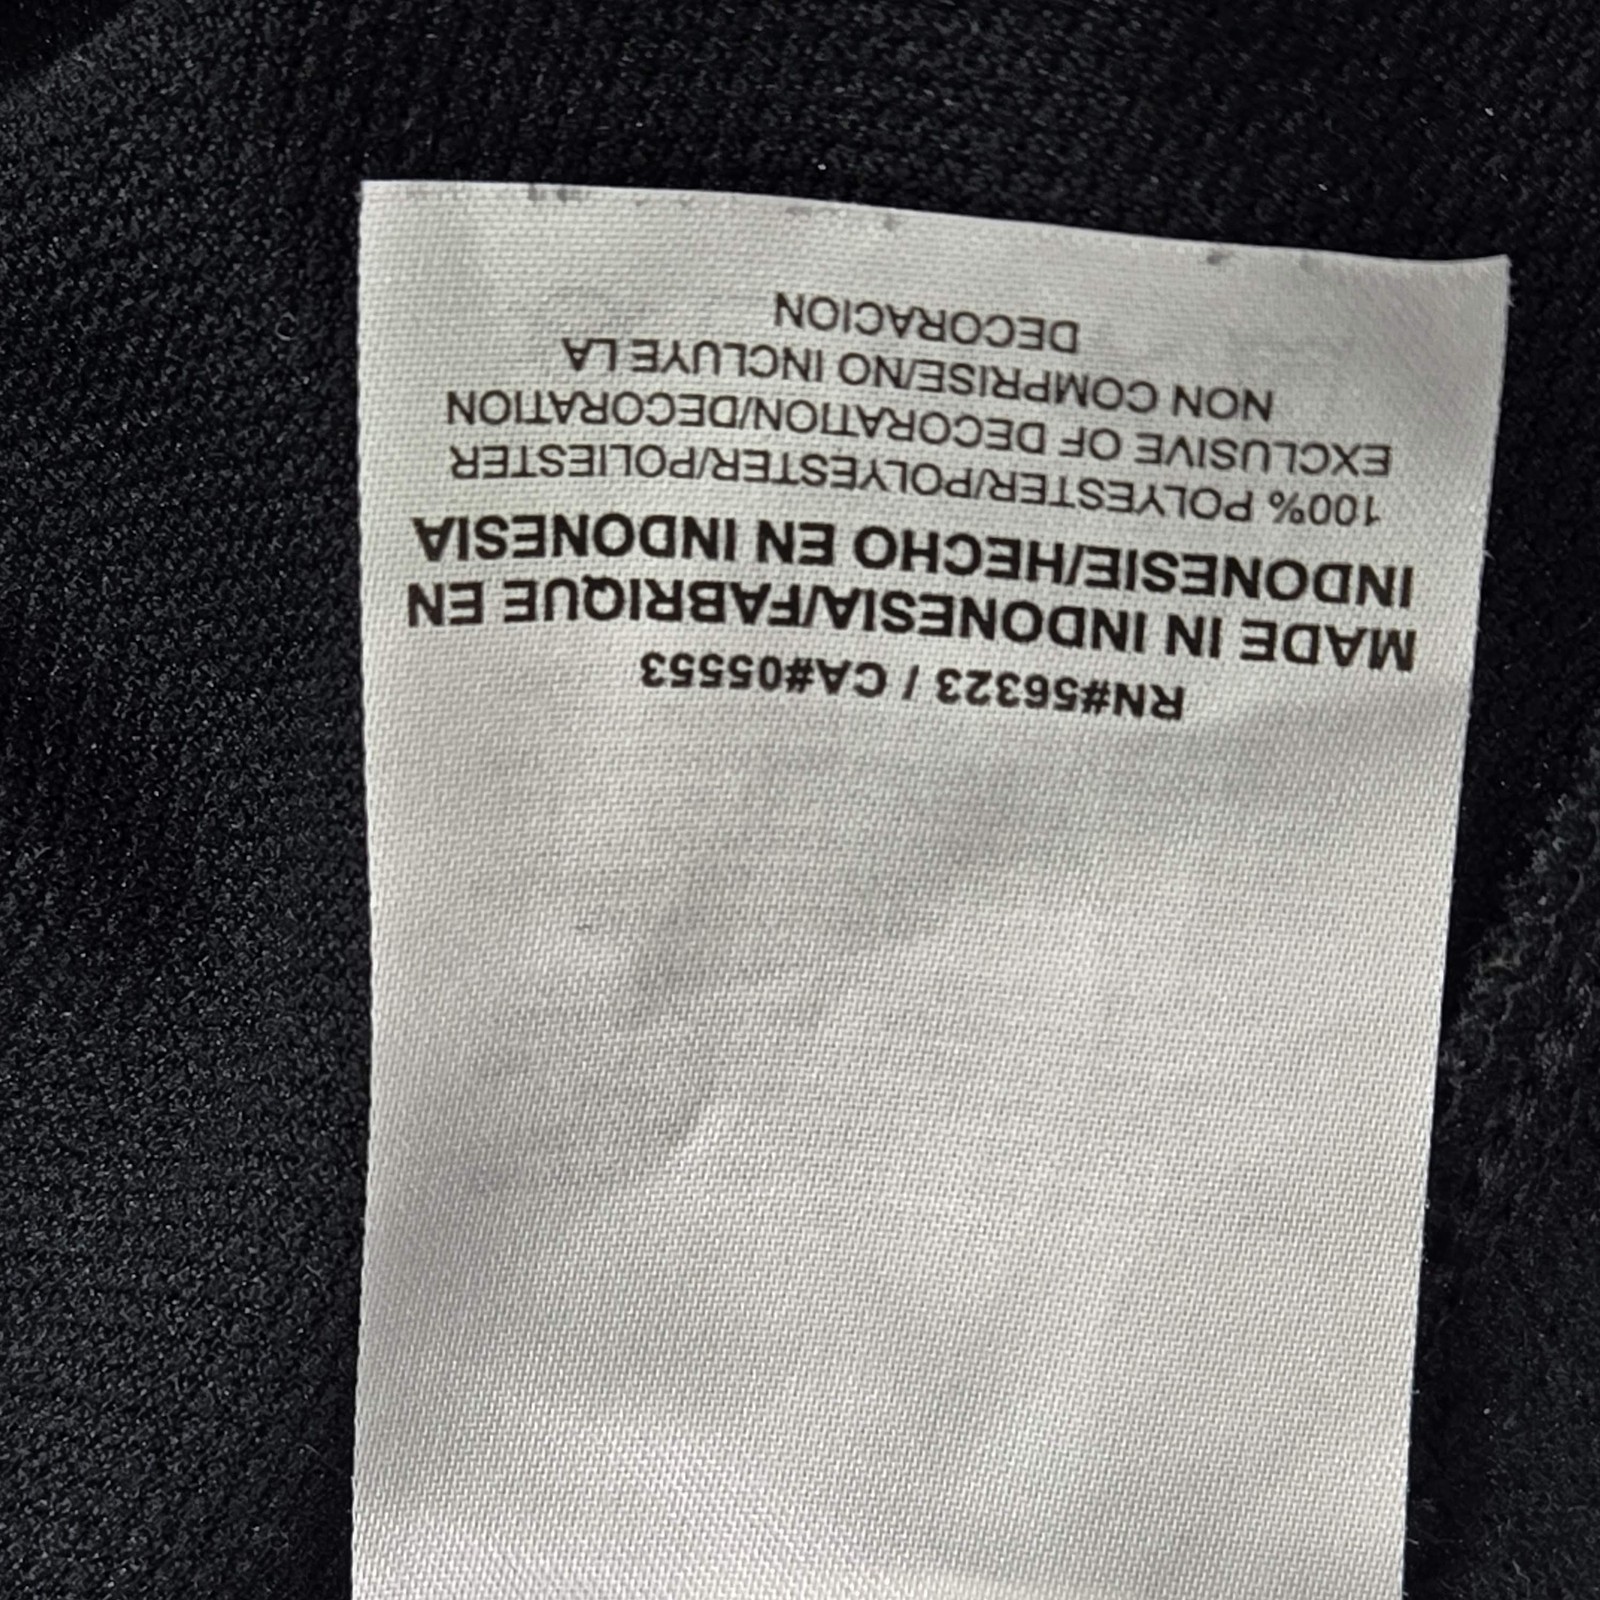 RN#56323 / CA#05553
MADE IN INDONESIA/FABRIQUE EN
INDONESIE/HECHO EN INDONESIA
100% POLYESTER/POLYESTER/POLIESTER
EXCLUSIVE OF DECORATION/DECORATION
NON COMPRISE/NO INCLUYE LA
DECORACION